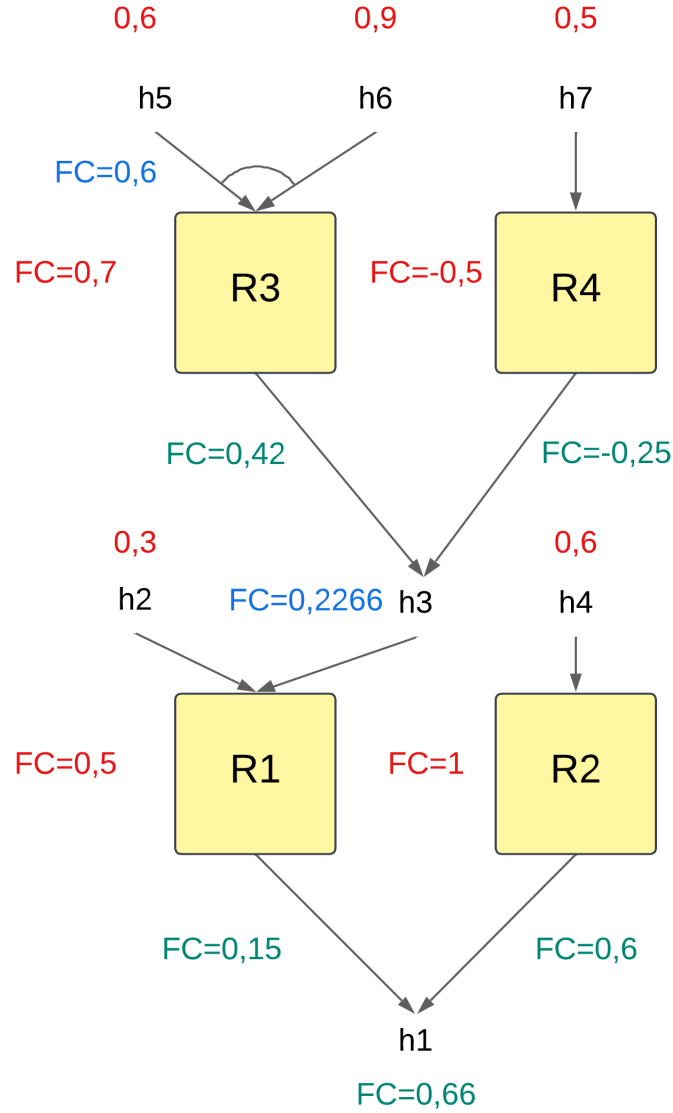 0,6 0,9 0,5
h5 h6 h7
FC=0,6
FC=0,7 R3 FC=-0,5 R4
FC=0,42 FC=-0,25
0,3 0,6
h2 FC=0,2266 h3 h4
FC=0,5 R1 FC=1 R2
FC=0,15 FC=0,6
h1
FC=0,66